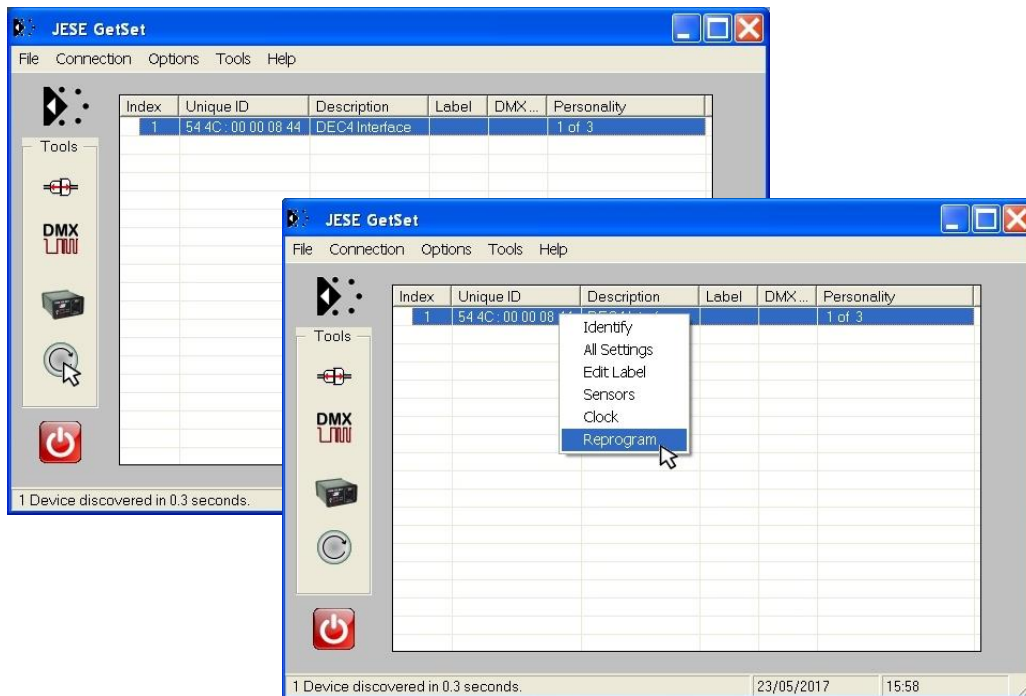 JESE GetSet
File Connection Options Tools Help
Index Unique ID Description Label DMX... Personality
1 54 4C : 00 00 08 44 DEC4 Interface 1 of 3
Tools
DMX
1 Device discovered in 0.3 seconds.
JESE GetSet
File Connection Options Tools Help
Index Unique ID Description Label DMX... Personality
1 54 4C : 00 00 08 1 of 3
Tools
Identify
All Settings
Edit Label
Sensors
Clock
Reprogram
DMX
1 Device discovered in 0.3 seconds. 23/05/2017 15:58